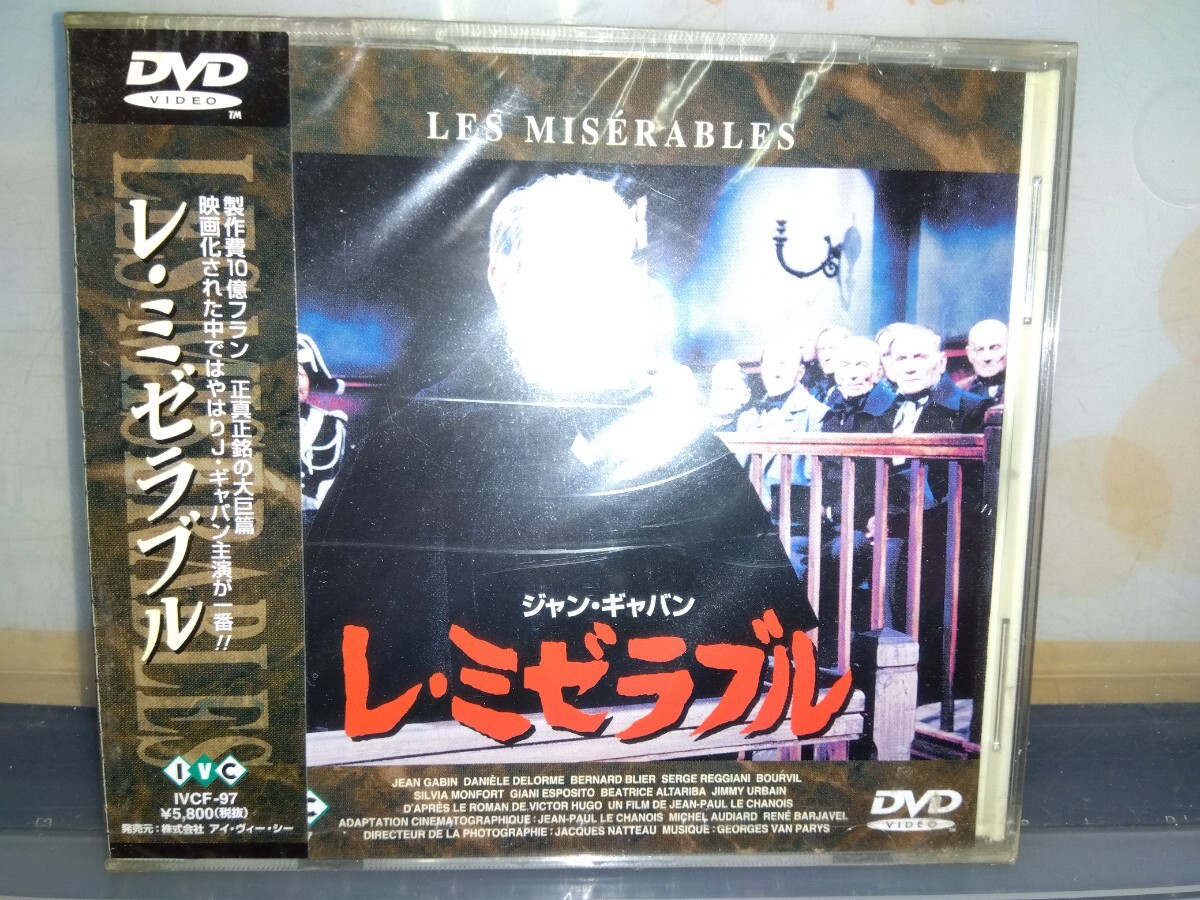 DVD
VIDEO
TM
LES MISÉRABLES
製作費10億フラン 正真正銘の大巨篇
映画化された中ではやはりJ・ギャバン主演が一番!!
レ・ミゼラブル
IVC
IVCF-97
¥5,800(税抜)
発売元：株式会社 アイ・ヴィー・シー
LES MISÉRABLES
ジャン・ギャバン
レ・ミゼラブル
JEAN GABIN DANIÈLE DELORME BERNARD BLIER SERGE REGGIANI BOURVIL
SILVIA MONFORT GIANI ESPOSITO BEATRICE ALTARIBA JIMMY URBAIN
D'APRÈS LE ROMAN DE VICTOR HUGO UN FILM DE JEAN-PAUL LE CHANOIS
ADAPTATION CINEMATOGRAPHIQUE : JEAN-PAUL LE CHANOIS MICHEL AUDIARD RENÉ BARJAVEL
DIRECTEUR DE LA PHOTOGRAPHIE : JACQUES NATTEAU MUSIQUE : GEORGES VAN PARYS
DVD
VIDEO